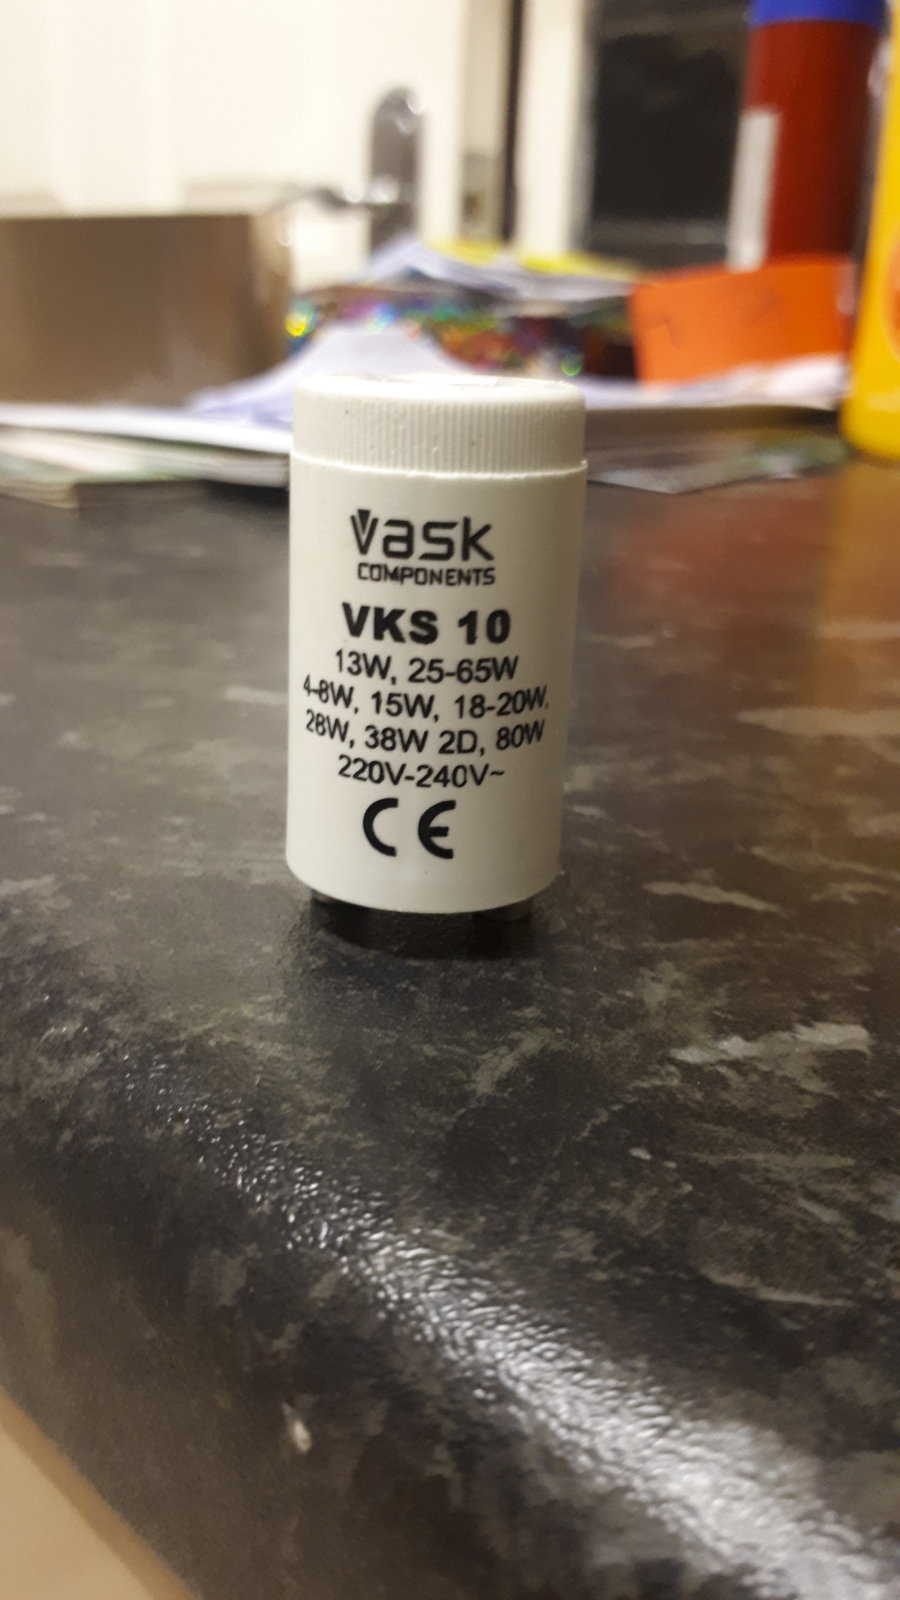 Vask
COMPONENTS
VKS 10
13W, 25-65W
4-8W, 15W, 18-20W,
28W, 38W 2D, 80W
220V-240V~
CE